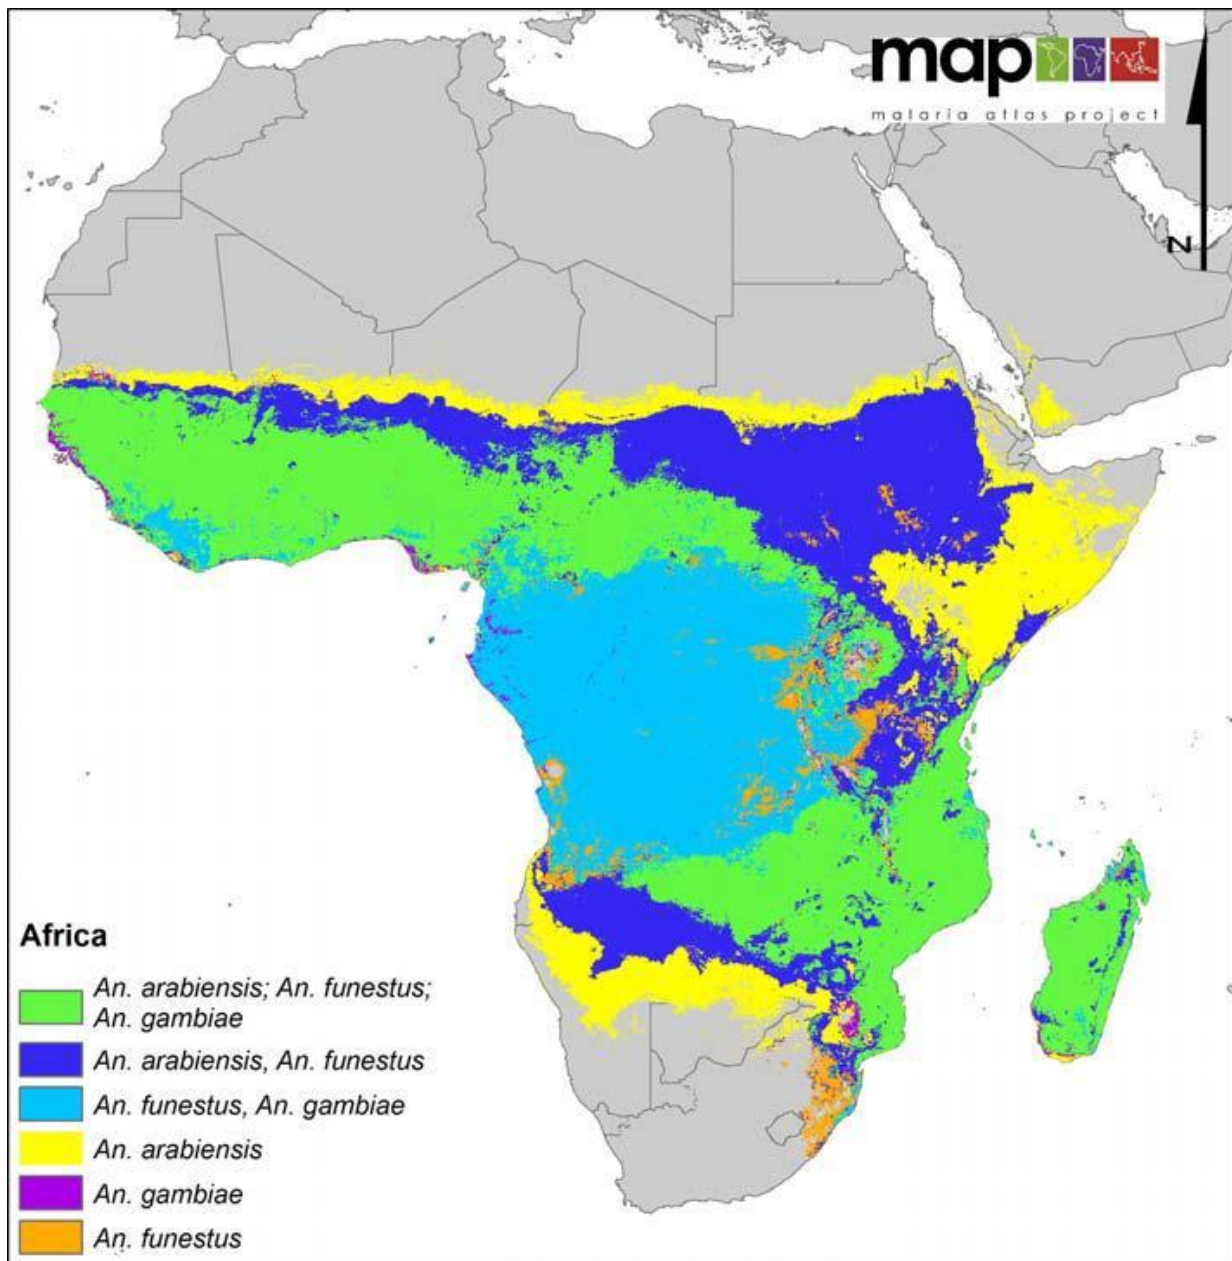 map
malaria atlas project
N
Africa
An. arabiensis; An. funestus;
An. gambiae
An. arabiensis, An. funestus
An. funestus, An. gambiae
An. arabiensis
An. gambiae
An. funestus